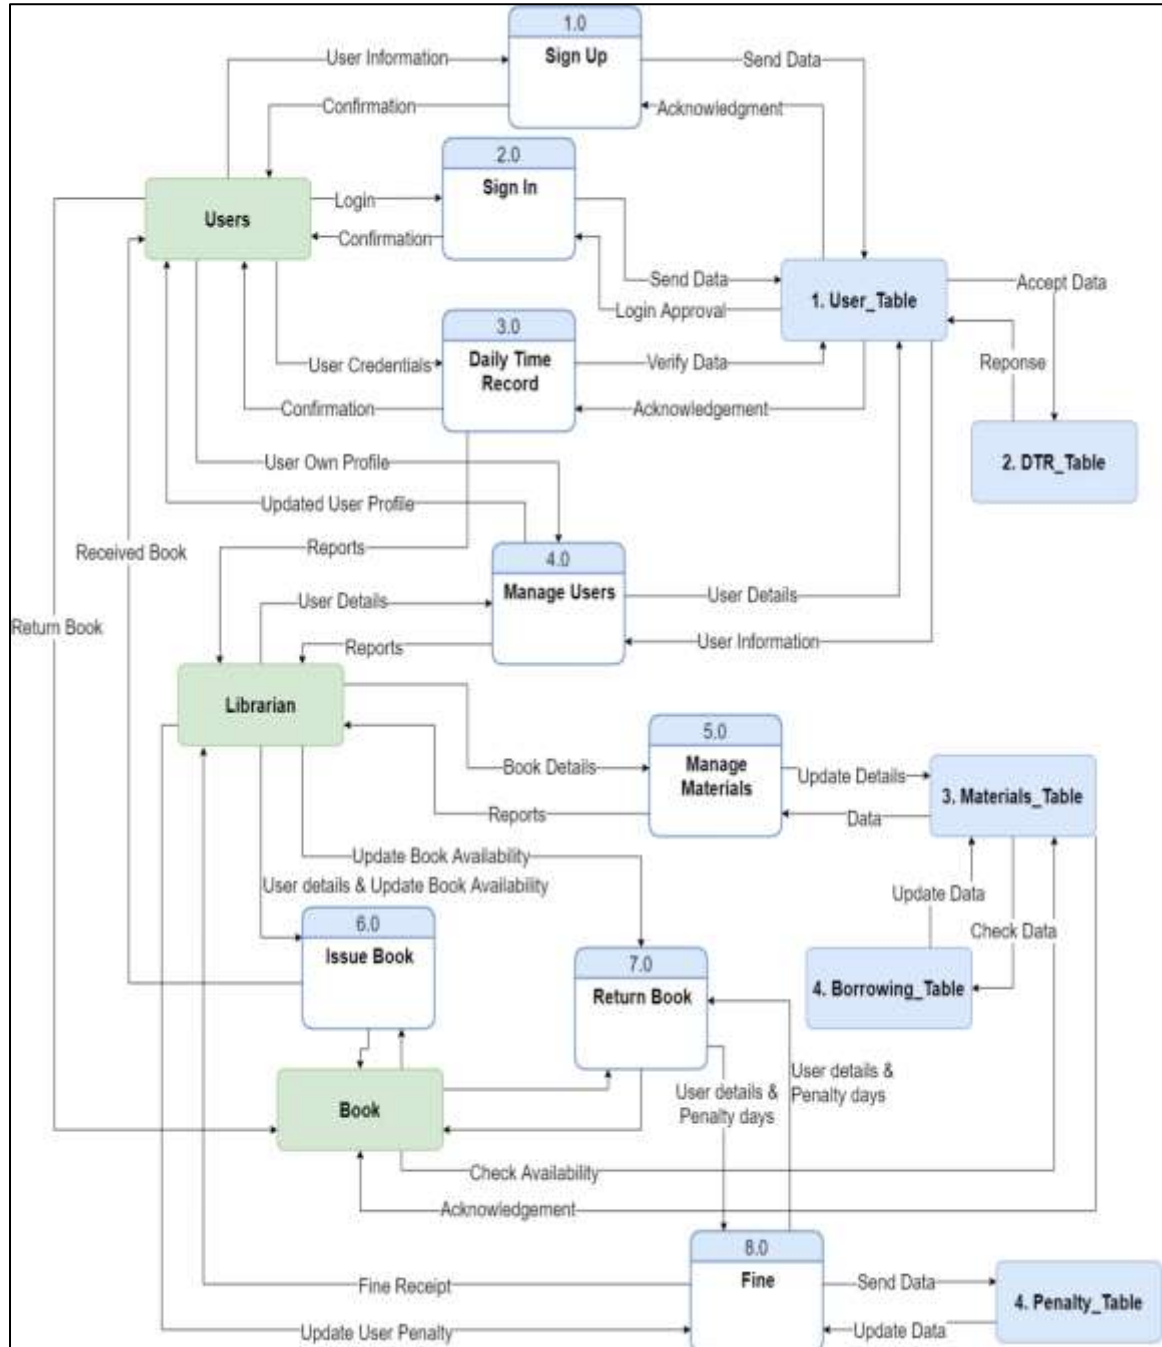 1.0
Sign Up
User Information
Send Data
Confirmation
Acknowledgment
2.0
Sign In
Users
Login
Confirmation
Send Data
Login Approval
1. User_Table
Accept Data
3.0
Daily Time
Record
User Credentials
Verify Data
Reponse
Confirmation
Acknowledgement
User Own Profile
2. DTR_Table
Updated User Profile
Received Book
Reports
4.0
Manage Users
User Details
User Details
Return Book
Reports
User Information
Librarian
5.0
Manage
Materials
Book Details
Update Details
3. Materials_Table
Reports
Data
Update Book Availability
User details & Update Book Availability
Update Data
6.0
Issue Book
Check Data
7.0
Return Book
4. Borrowing_Table
User details &
Penalty days
User details &
Penalty days
Book
Check Availability
Acknowledgement
8.0
Fine
Fine Receipt
Send Data
4. Penalty_Table
Update User Penalty
Update Data